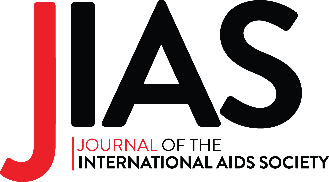 JIAS
JOURNAL OF THE
INTERNATIONAL AIDS SOCIETY